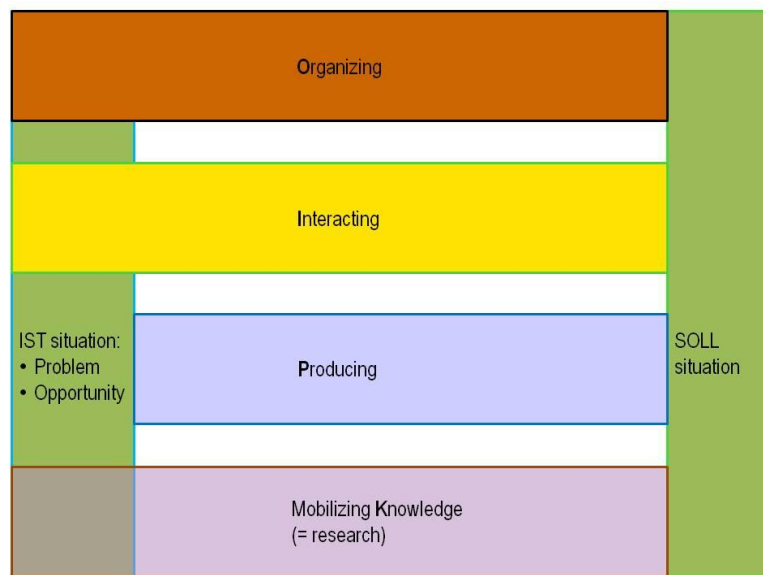 Organizing
Interacting
IST situation:
• Problem
• Opportunity
Producing
SOLL
situation
Mobilizing Knowledge
(= research)